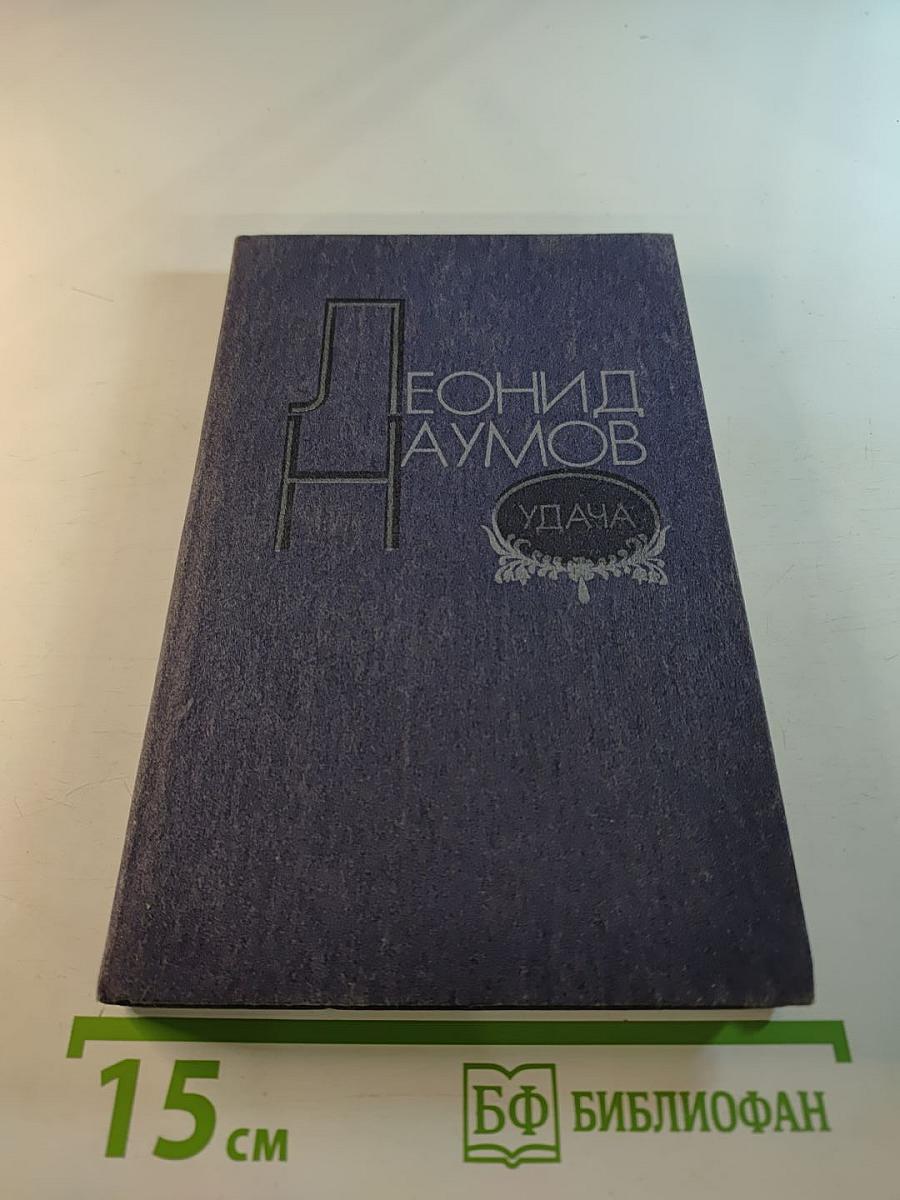 ЛЕОНИД
НАУМОВ
УДАЧА
15 см
БФ БИБЛИОФАН